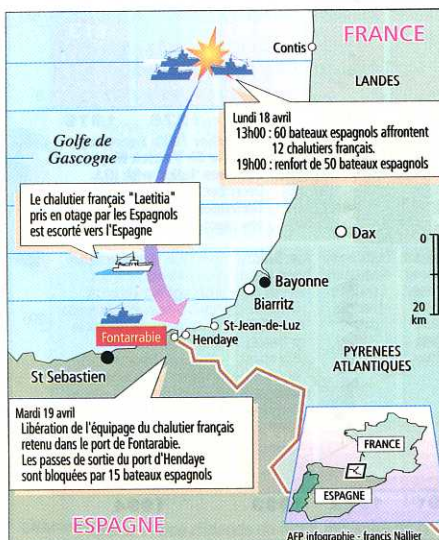 FRANCE
Contis
LANDES
Lundi 18 avril
13h00 : 60 bateaux espagnols affrontent
12 chalutiers français.
19h00 : renfort de 50 bateaux espagnols
Golfe de
Gascogne
Le chalutier français "Laetitia"
pris en otage par les Espagnols
est escorté vers l'Espagne
Dax
0
20
km
Bayonne
Biarritz
St-Jean-de-Luz
Hendaye
Fontarrabie
St Sebastien
PYRENEES
ATLANTIQUES
Mardi 19 avril
Libération de l'équipage du chalutier français
retenu dans le port de Fontarabie.
Les passes de sortie du port d'Hendaye
sont bloquées par 15 bateaux espagnols
FRANCE
ESPAGNE
ESPAGNE
AFP infographie - francis Nallier